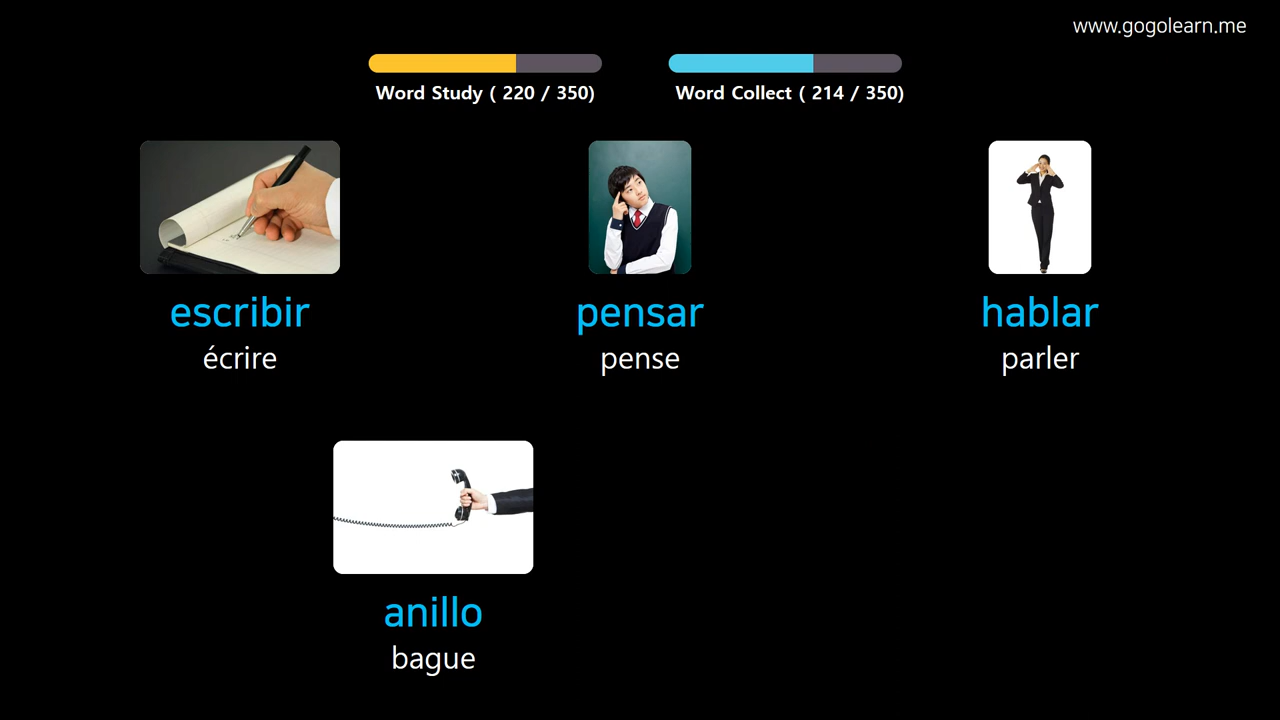 www.gogolearn.me
Word Study ( 220 / 350)
Word Collect ( 214 / 350)
escribir
écrire
pensar
pense
hablar
parler
anillo
bague